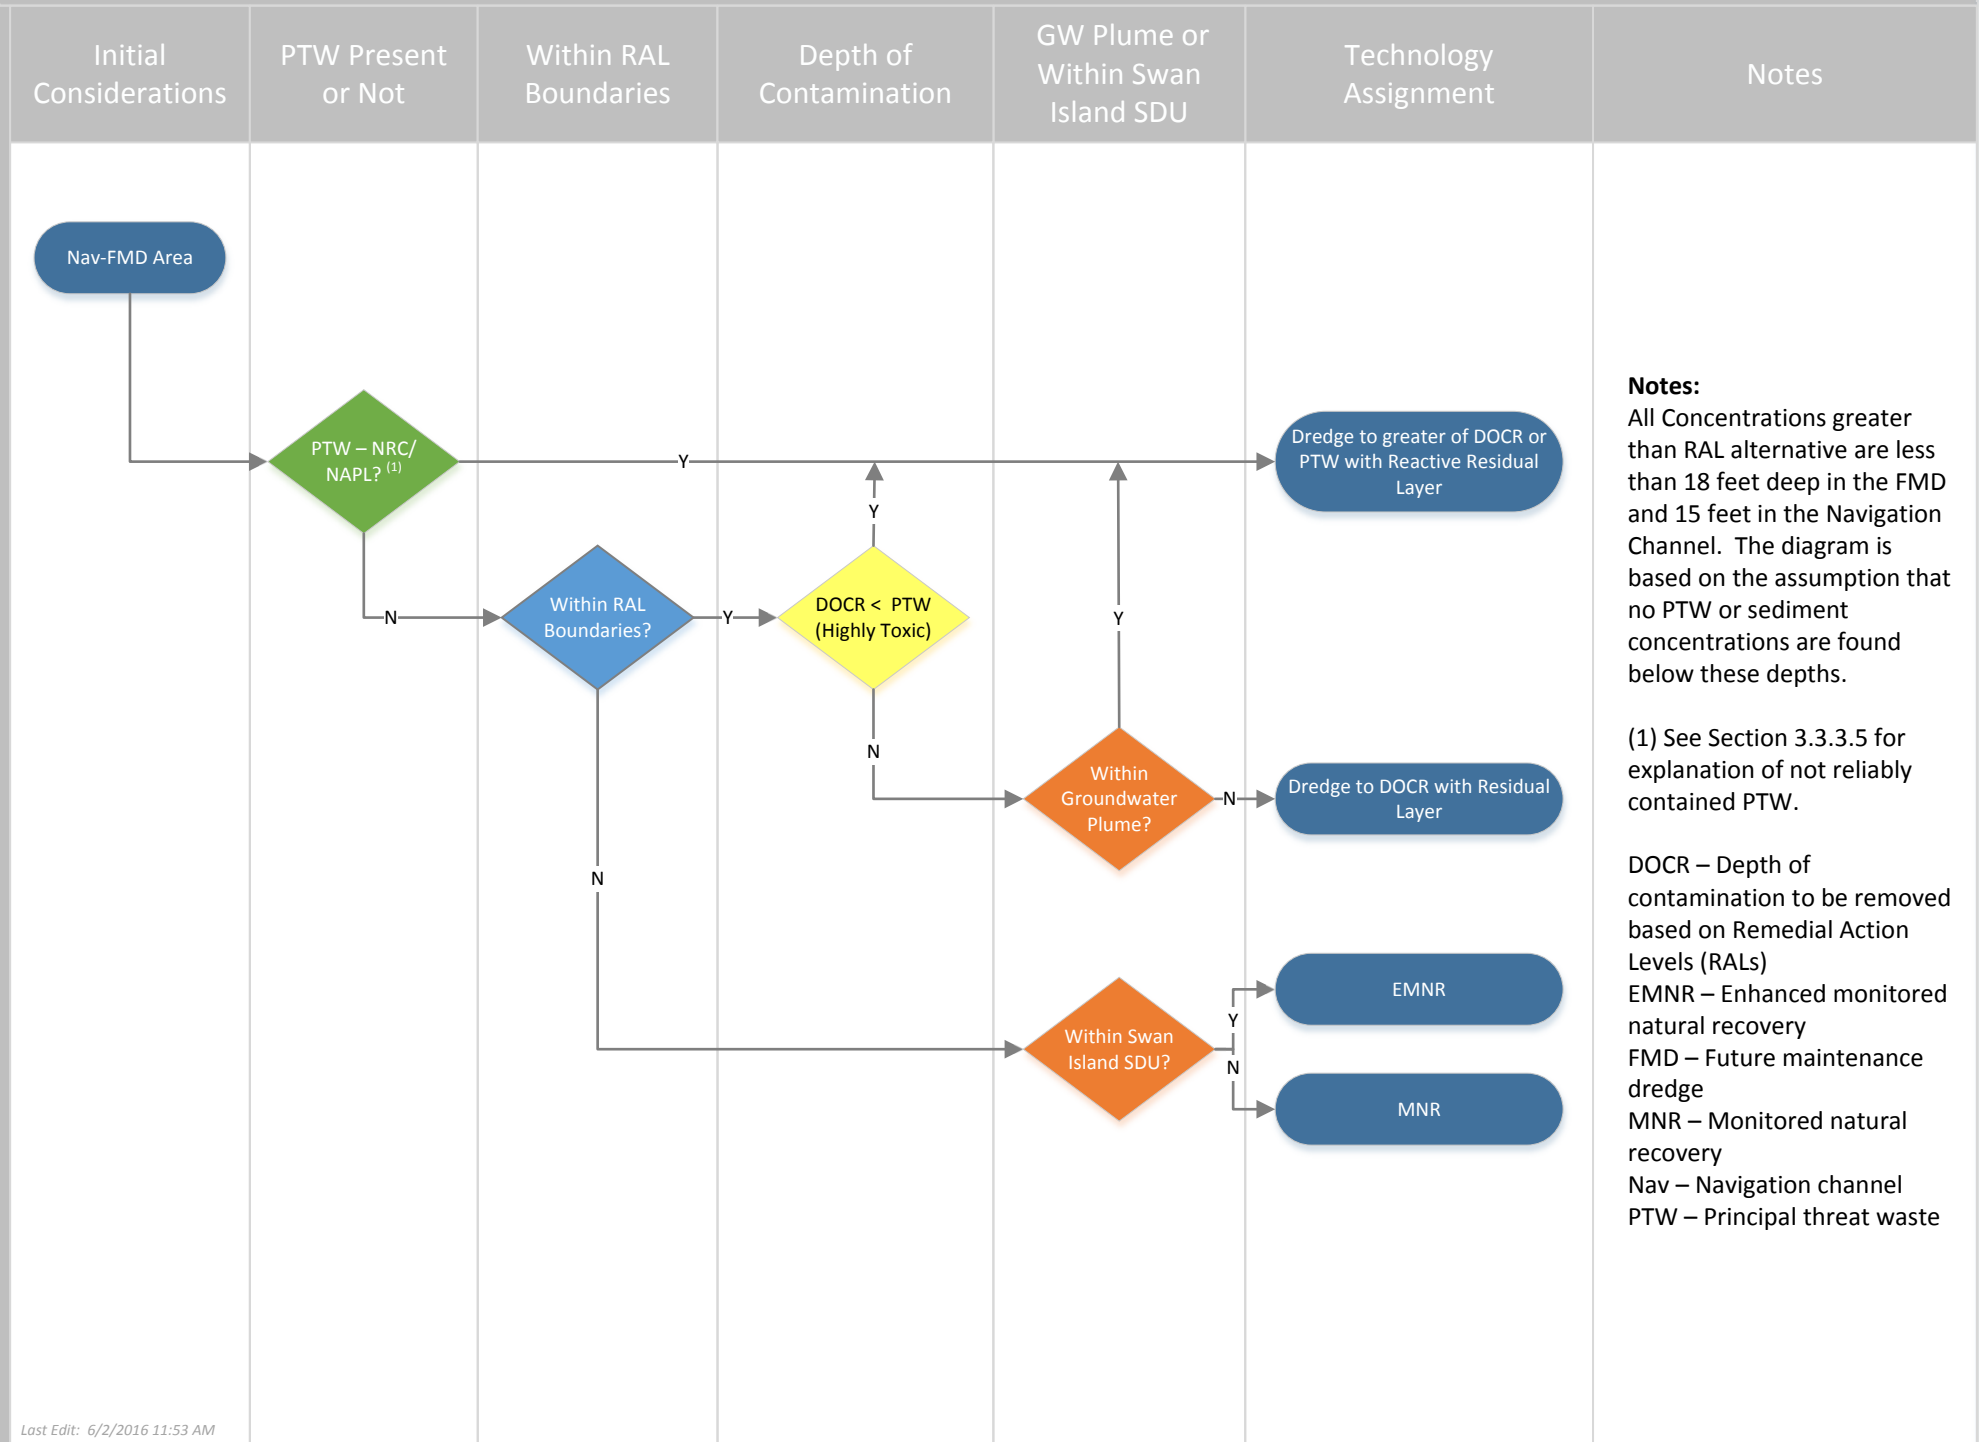 Initial
Considerations
PTW Present
or Not
Within RAL
Boundaries
Depth of
Contamination
GW Plume or
Within Swan
Island SDU
Technology
Assignment
Notes
Nav-FMD Area
PTW – NRC/
NAPL? (1)
Y
N
Within RAL
Boundaries?
Y
N
DOCR < PTW
(Highly Toxic)
Y
N
Within
Groundwater
Plume?
Y
N
Within Swan
Island SDU?
Y
N
Dredge to greater of DOCR or
PTW with Reactive Residual
Layer
Dredge to DOCR with Residual
Layer
EMNR
MNR
Notes:
All Concentrations greater
than RAL alternative are less
than 18 feet deep in the FMD
and 15 feet in the Navigation
Channel. The diagram is
based on the assumption that
no PTW or sediment
concentrations are found
below these depths.
(1) See Section 3.3.3.5 for
explanation of not reliably
contained PTW.
DOCR – Depth of
contamination to be removed
based on Remedial Action
Levels (RALs)
EMNR – Enhanced monitored
natural recovery
FMD – Future maintenance
dredge
MNR – Monitored natural
recovery
Nav – Navigation channel
PTW – Principal threat waste
Last Edit: 6/2/2016 11:53 AM